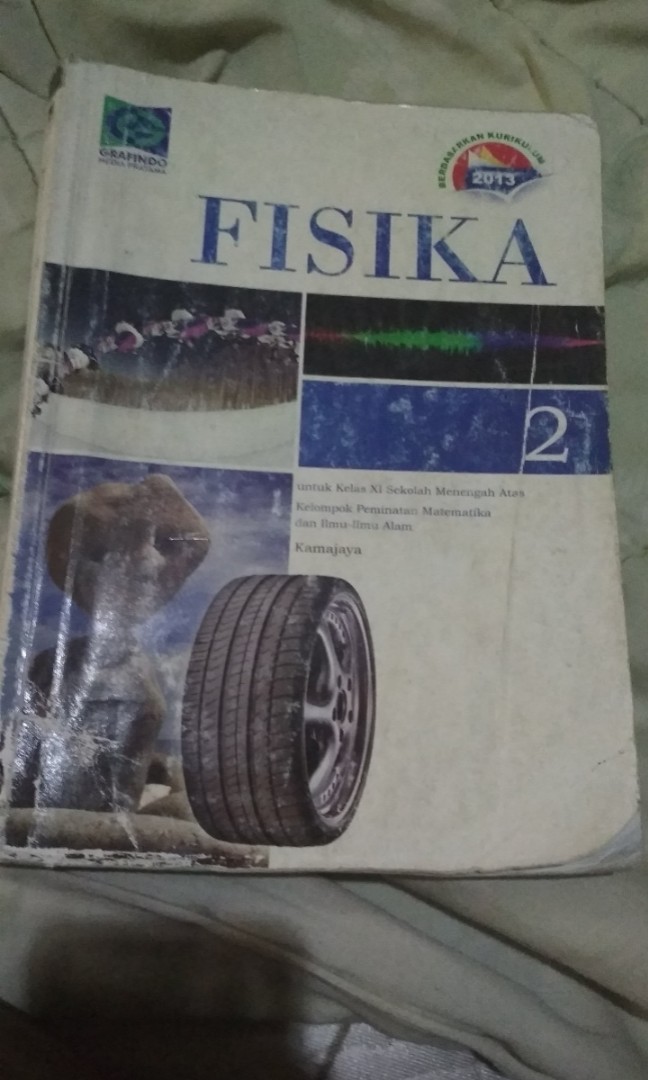 GRAFINDO
MEDIA PRATAMA
BERDASARKAN KURIKULUM
2013
FISIKA
2
untuk Kelas XI Sekolah Menengah Atas
Kelompok Peminatan Matematika
dan Ilmu-Ilmu Alam
Kamajaya